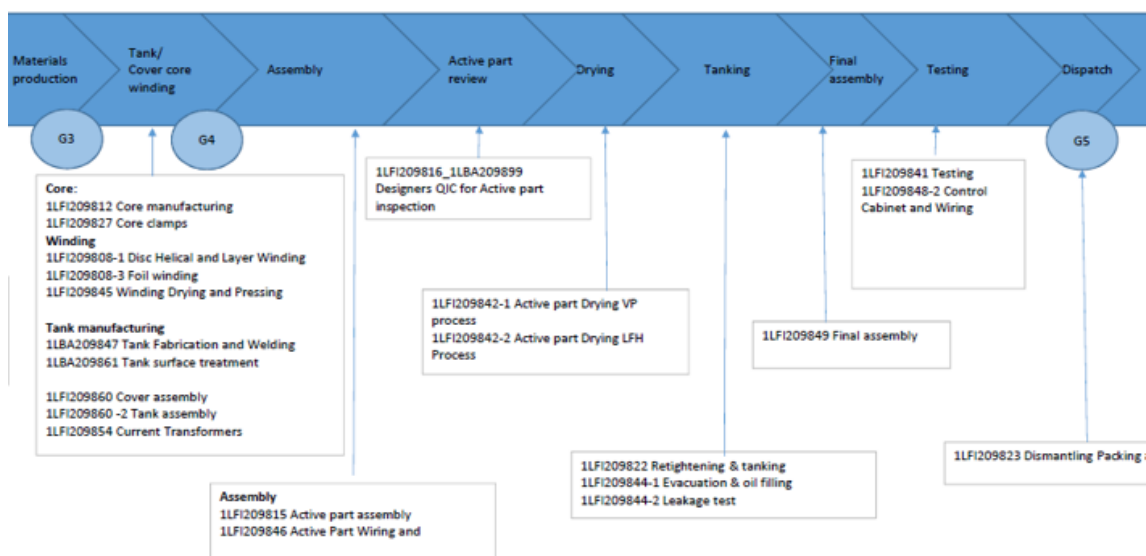 Materials
production
Tank/
Cover core
winding
Assembly
Active part
review
Drying
Tanking
Final
assembly
Testing
Dispatch
G3
G4
G5
Core:
1LFI209812 Core manufacturing
1LFI209827 Core clamps
Winding
1LFI209808-1 Disc Helical and Layer Winding
1LFI209808-3 Foil winding
1LFI209845 Winding Drying and Pressing
Tank manufacturing
1LBA209847 Tank Fabrication and Welding
1LBA209861 Tank surface treatment
1LFI209860 Cover assembly
1LFI209860 -2 Tank assembly
1LFI209854 Current Transformers
Assembly
1LFI209815 Active part assembly
1LFI209846 Active Part Wiring and
1LFI209816_1LBA209899
Designers QIC for Active part
inspection
1LFI209842-1 Active part Drying VP
process
1LFI209842-2 Active part Drying LFH
Process
1LFI209822 Retightening & tanking
1LFI209844-1 Evacuation & oil filling
1LFI209844-2 Leakage test
1LFI209849 Final assembly
1LFI209841 Testing
1LFI209848-2 Control
Cabinet and Wiring
1LFI209823 Dismantling Packing